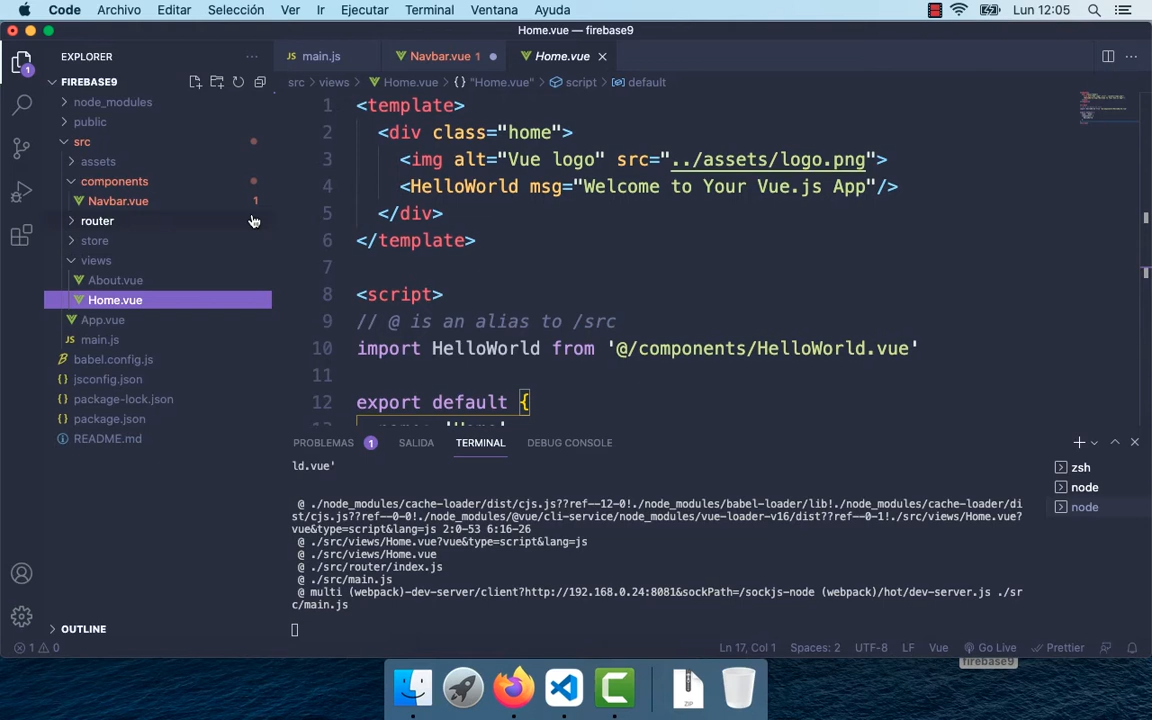 Code Archivo Editar Selección Ver Ir Ejecutar Terminal Ventana Ayuda Lun 12:05
Home.vue — firebase9
EXPLORER
main.js
Navbar.vue 1
Home.vue
FIREBASE9
src > views > Home.vue > {} "Home.vue" > script > default
node_modules
public
src
assets
components
Navbar.vue 1
router
store
views
About.vue
Home.vue
App.vue
JS main.js
babel.config.js
jsconfig.json
package-lock.json
package.json
README.md
OUTLINE
1
1 <template>
2 <div class="home">
3 <img alt="Vue logo" src="../assets/logo.png">
4 <HelloWorld msg="Welcome to Your Vue.js App"/>
5 </div>
6 </template>
7
8 <script>
9 // @ is an alias to /src
10 import HelloWorld from '@/components/HelloWorld.vue'
11
12 export default {
PROBLEMAS 1 SALIDA TERMINAL DEBUG CONSOLE
ld.vue'
@ ./node_modules/cache-loader/dist/cjs.js??ref--12-0!./node_modules/babel-loader/lib!./node_modules/cache-loader/di
st/cjs.js??ref--0-0!./node_modules/@vue/cli-service/node_modules/vue-loader-v16/dist??ref--0-1!./src/views/Home.vue?
vue&type=script&lang=js 2:0-53 6:16-26
@ ./src/views/Home.vue?vue&type=script&lang=js
@ ./src/views/Home.vue
@ ./src/router/index.js
@ ./src/main.js
@ multi (webpack)-dev-server/client?http://192.168.0.24:8081&sockPath=/sockjs-node (webpack)/hot/dev-server.js ./sr
c/main.js
zsh
node
node
1 0
Ln 17, Col 1 Spaces: 2 UTF-8 LF Vue Go Live Prettier
firebase9
ZIP